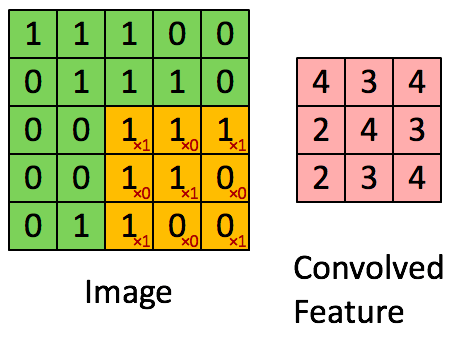 1 1 1 0 0
0 1 1 1 0
0 0 1×1 1×0 1×1
0 0 1×0 1×1 0×0
0 1 1×1 0×0 0×1
4 3 4
2 4 3
2 3 4
Image
Convolved
Feature